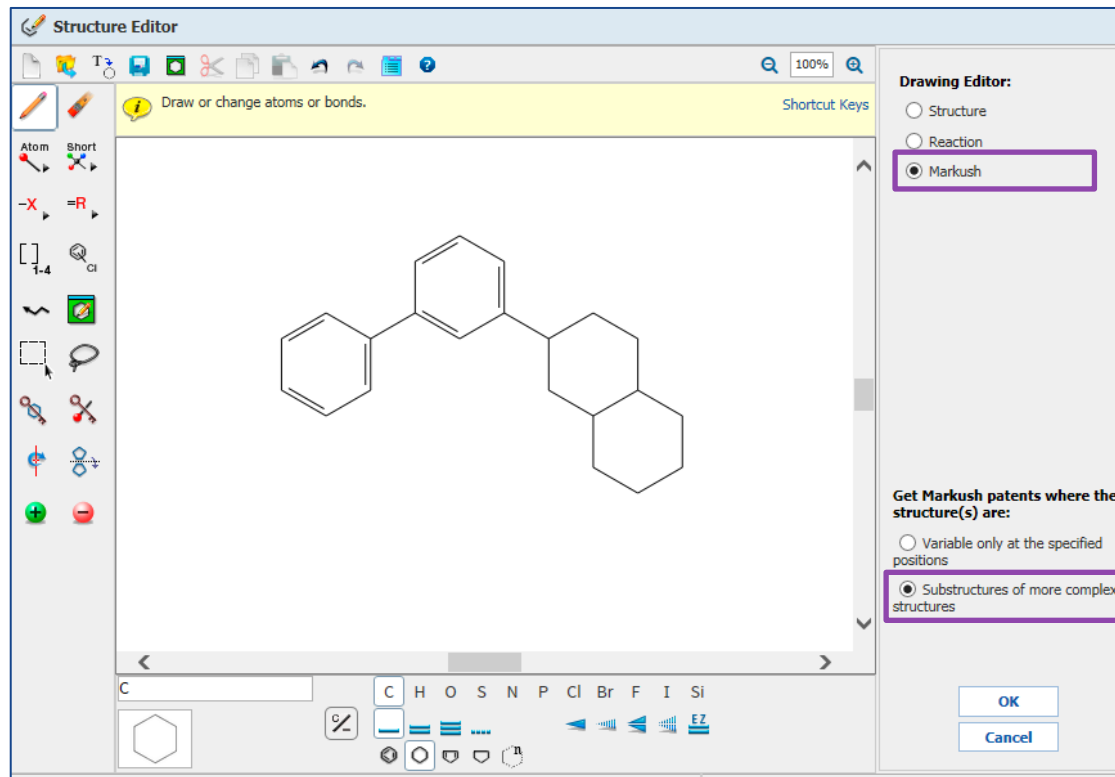 Structure Editor
T
100%
Draw or change atoms or bonds.
Shortcut Keys
Atom
Short
-X
=R
[ ]
1-4
Cl
Drawing Editor:
Structure
Reaction
Markush
Get Markush patents where the
structure(s) are:
Variable only at the specified
positions
Substructures of more complex
structures
C
C H O S N P Cl Br F I Si
EZ
n
OK
Cancel